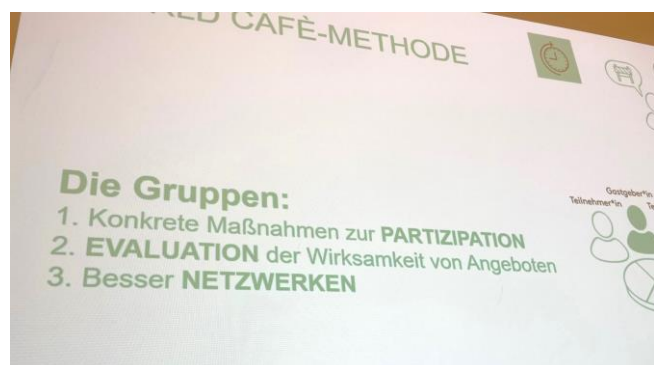 RLD CAFÈ-METHODE
Die Gruppen:
1. Konkrete Maßnahmen zur PARTIZIPATION
2. EVALUATION der Wirksamkeit von Angeboten
3. Besser NETZWERKEN
Gastgeber*in
Teilnehmer*in